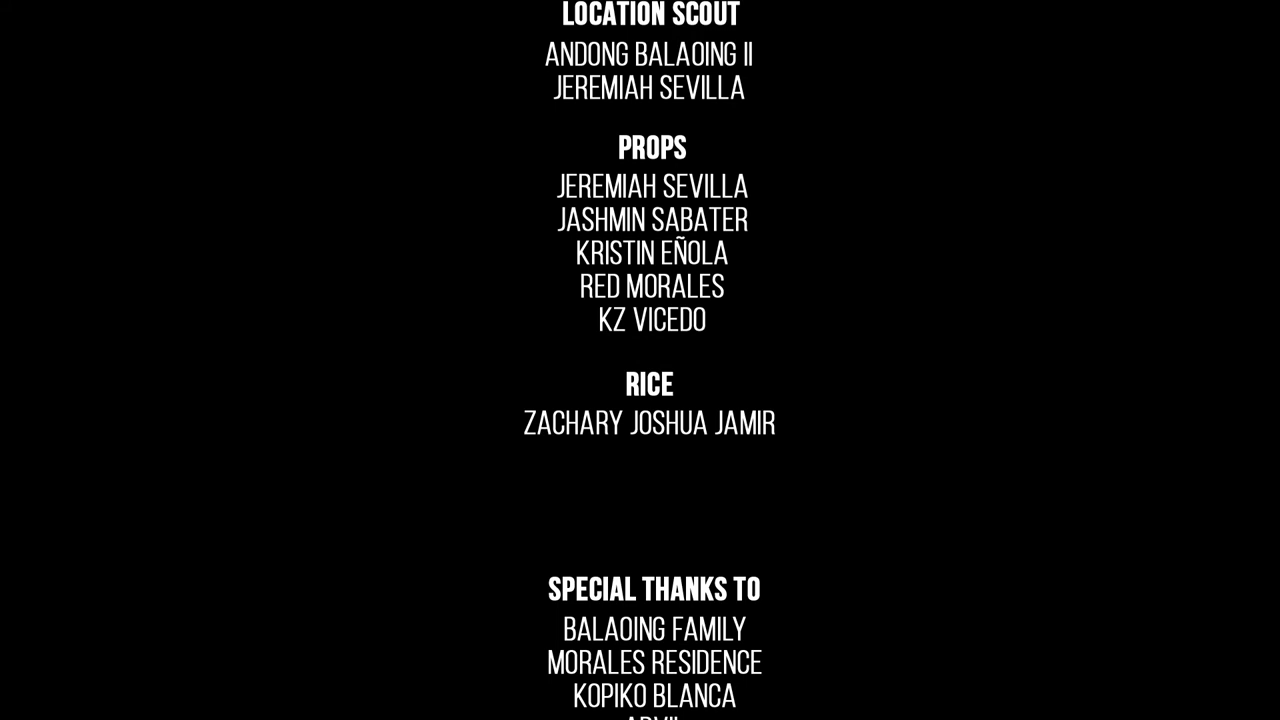 LOCATION SCOUT
ANDONG BALAOING II
JEREMIAH SEVILLA
PROPS
JEREMIAH SEVILLA
JASHMIN SABATER
KRISTIN EÑOLA
RED MORALES
KZ VICEDO
RICE
ZACHARY JOSHUA JAMIR
SPECIAL THANKS TO
BALAOING FAMILY
MORALES RESIDENCE
KOPIKO BLANCA